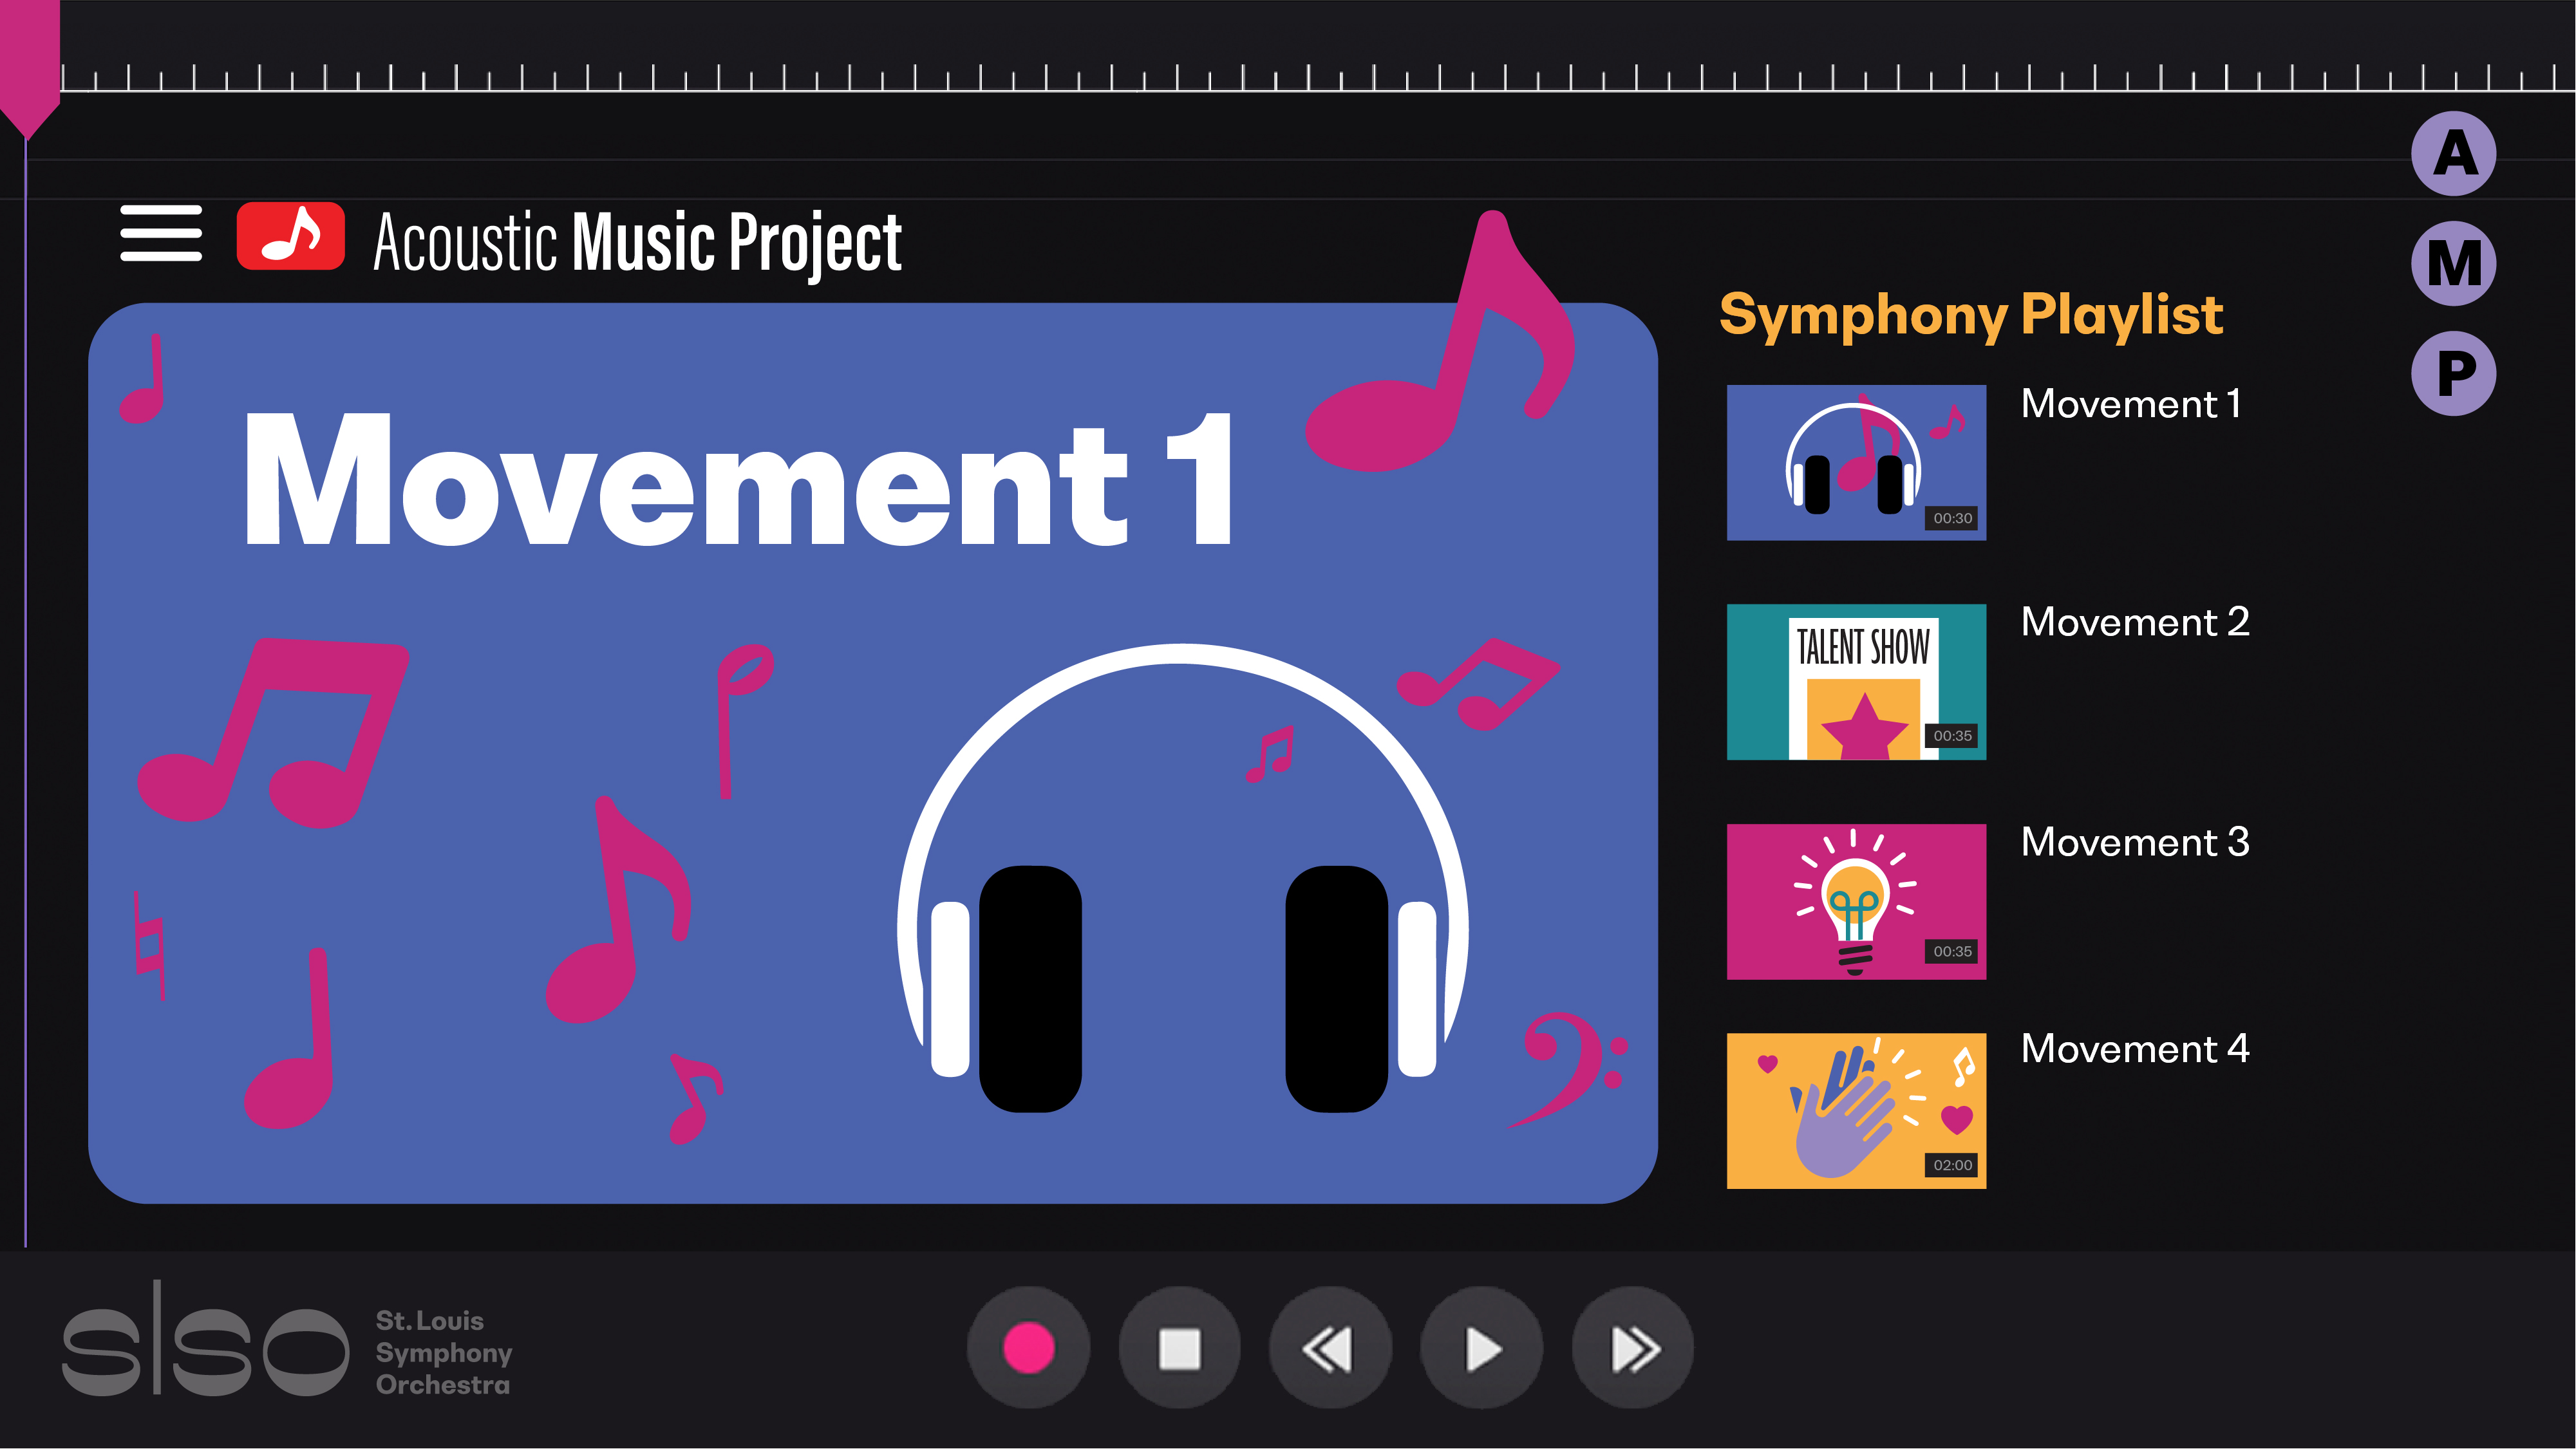 A
M
P
Acoustic Music Project
Movement 1
Symphony Playlist
00:30
Movement 1
TALENT SHOW
00:35
Movement 2
00:35
Movement 3
02:00
Movement 4
slso
St. Louis
Symphony
Orchestra